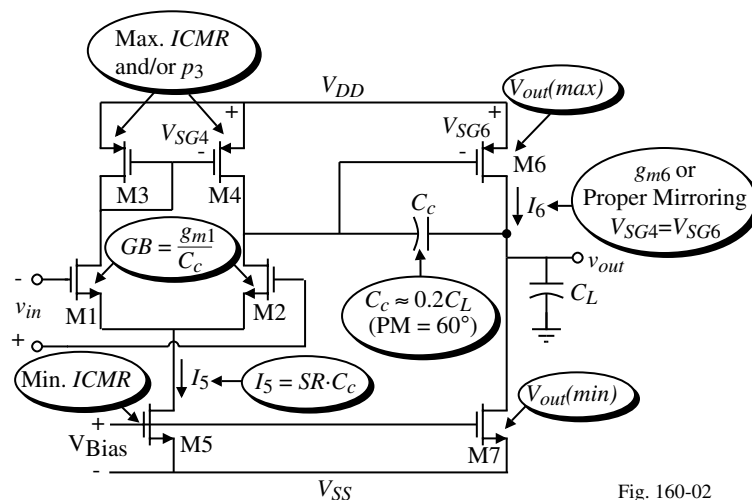 Max. ICMR
and/or p3
VDD
Vout(max)
+
VSG4
-
+
VSG6
-
M6
M3
M4
Cc
I6
gm6 or
Proper Mirroring
VSG4=VSG6
GB = gm1/Cc
-
vin
+
M1
M2
Cc ≈ 0.2CL
(PM = 60°)
vout
CL
Min. ICMR
I5
I5 = SR·Cc
Vout(min)
+
VBias
-
M5
M7
VSS
Fig. 160-02